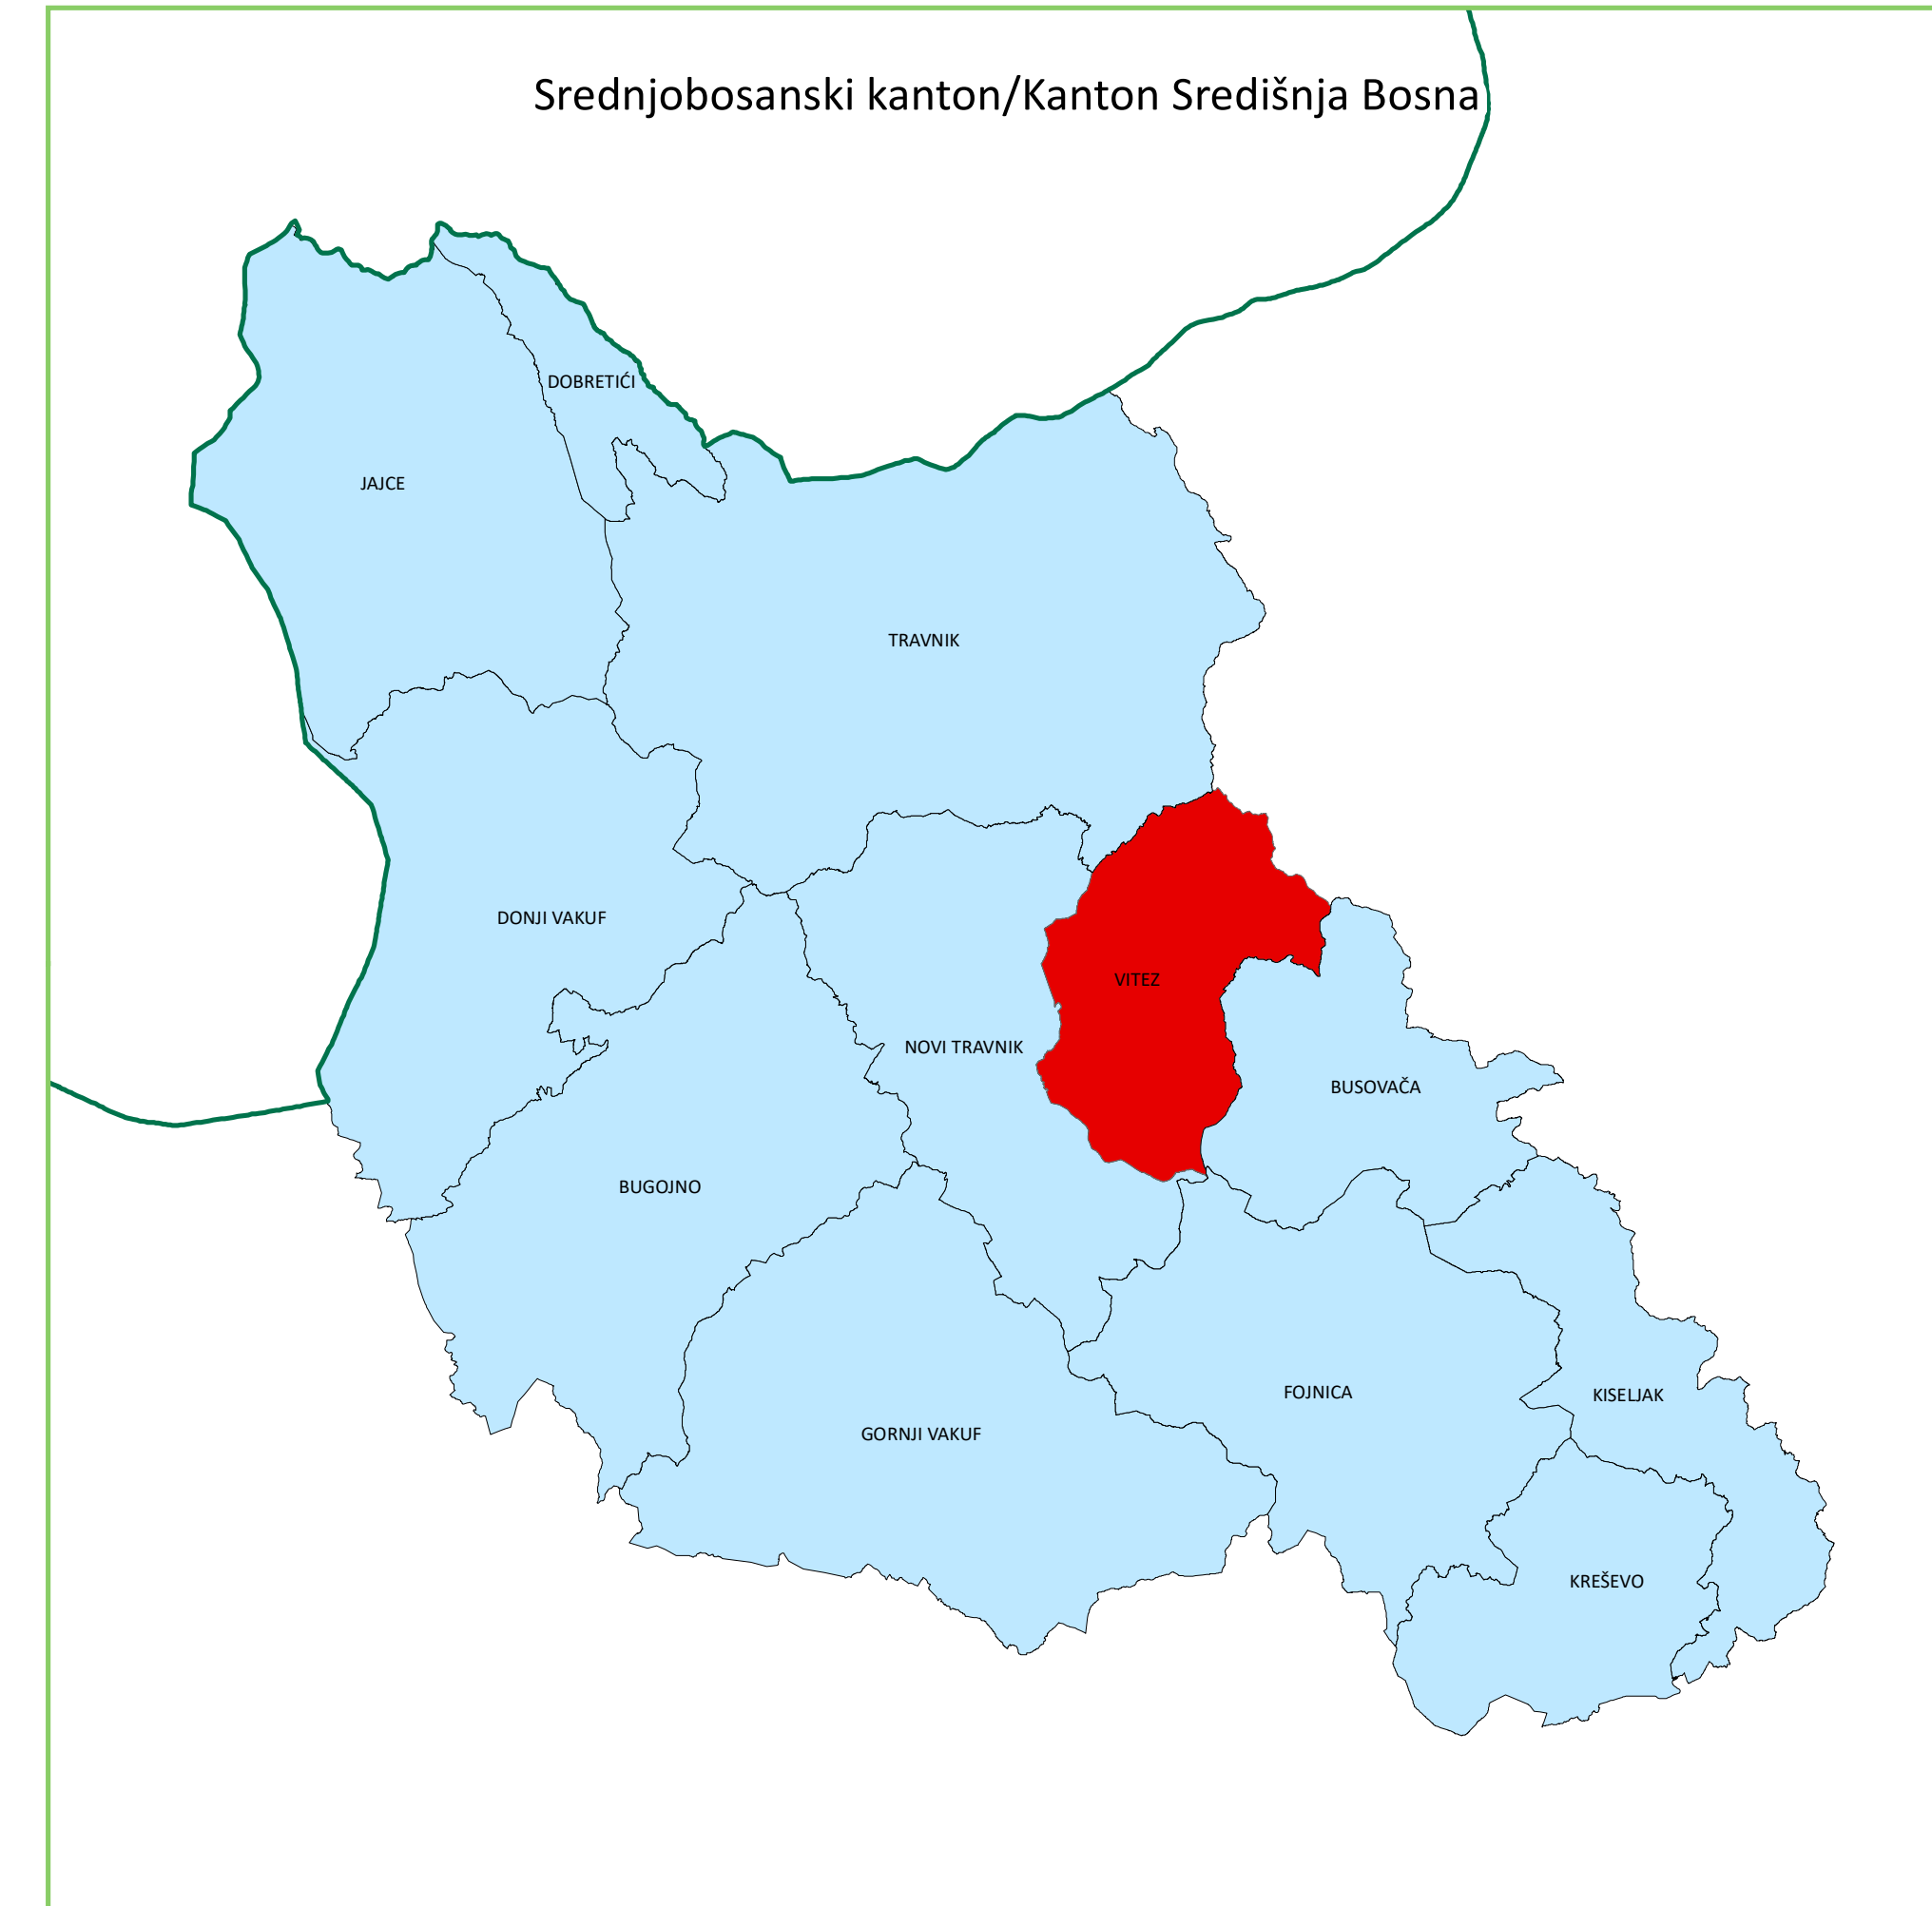 Srednjobosanski kanton/Kanton Središnja Bosna
DOBRETIĆI
JAJCE
TRAVNIK
DONJI VAKUF
VITEZ
NOVI TRAVNIK
BUSOVAČA
BUGOJNO
FOJNICA
KISELJAK
GORNJI VAKUF
KREŠEVO